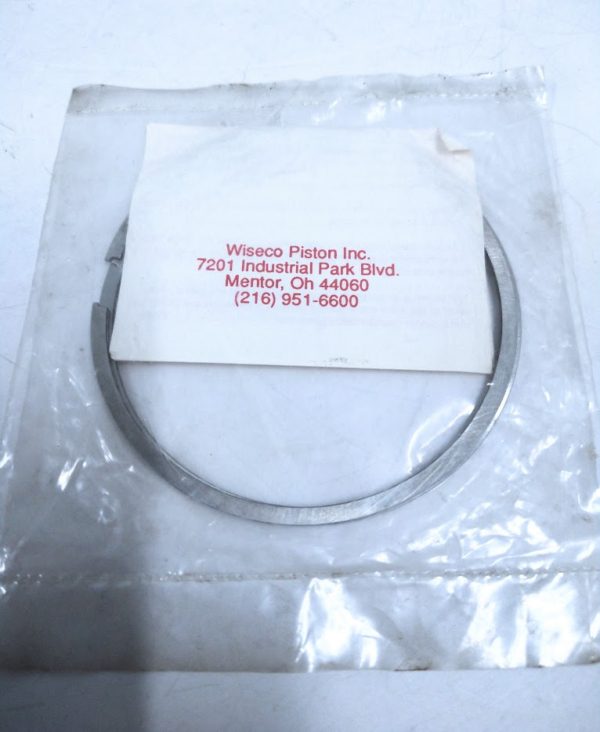 Wiseco Piston Inc.
7201 Industrial Park Blvd.
Mentor, Oh 44060
(216) 951-6600